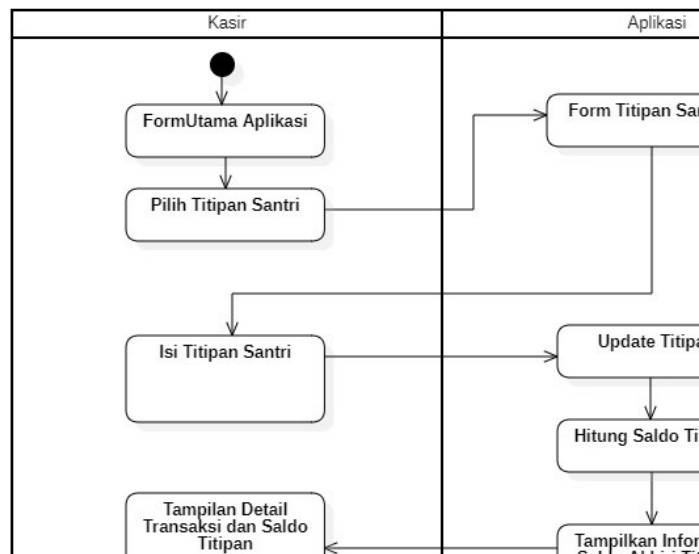 Kasir
Aplikasi
FormUtama Aplikasi
Form Titipan
Pilih Titipan Santri
Isi Titipan Santri
Update
Hitung Saldo
Tampilan Detail
Transaksi dan Saldo
Titipan
Tampilkan